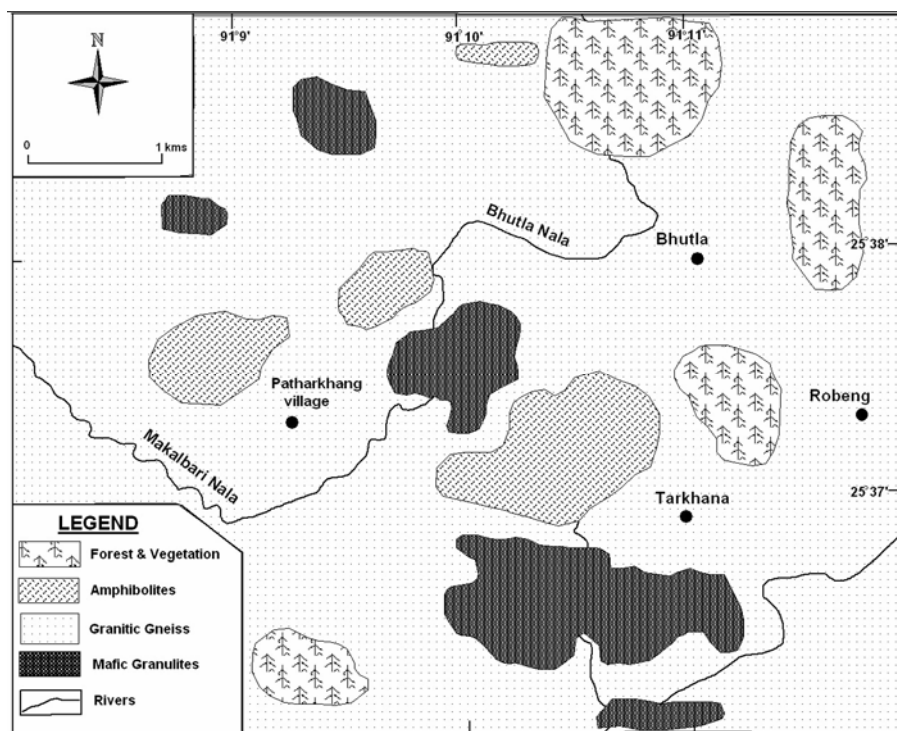 91°9'
91°10'
91°11'
N
0
1 kms
Bhutla Nala
Bhutla
25°38'
Patharkhang
village
Robeng
Makalbari Nala
Tarkhana
25°37'
LEGEND
Forest & Vegetation
Amphibolites
Granitic Gneiss
Mafic Granulites
Rivers